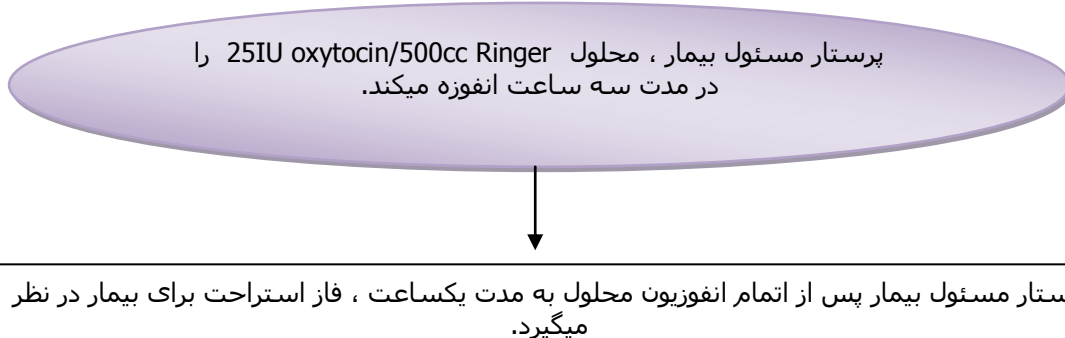 پرستار مسئول بیمار ، محلول 25IU oxytocin/500cc Ringer را
در مدت سه ساعت انفوزه میکند.
ستار مسئول بیمار پس از اتمام انفوزیون محلول به مدت یکساعت ، فاز استراحت برای بیمار در نظر
میگیرد.